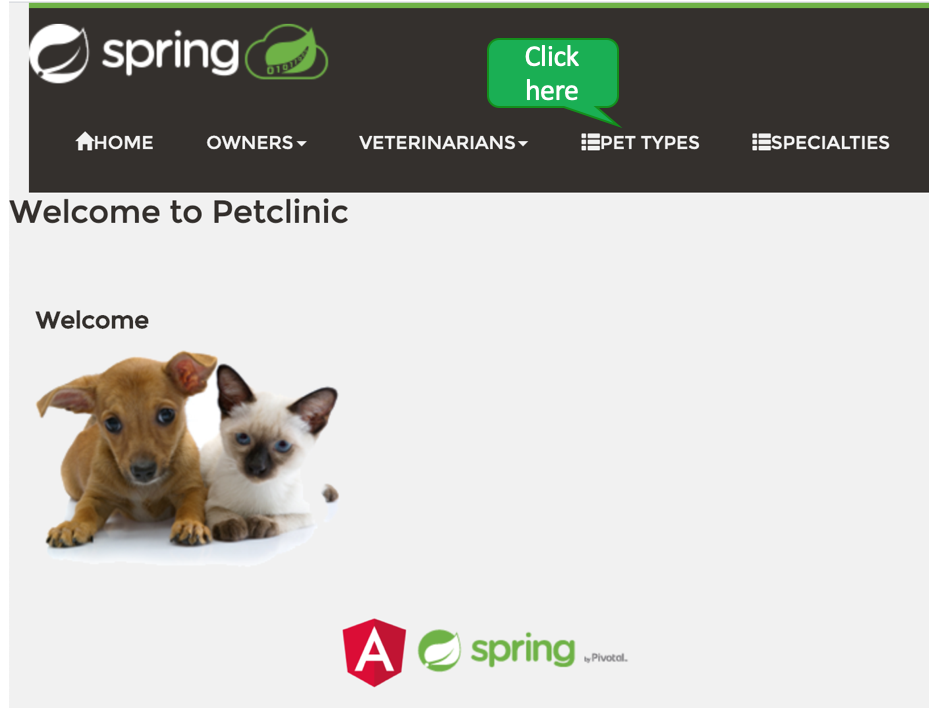 spring
Click
here
HOME OWNERS VETERINARIANS PET TYPES SPECIALTIES
Welcome to Petclinic
Welcome
A spring by Pivotal.